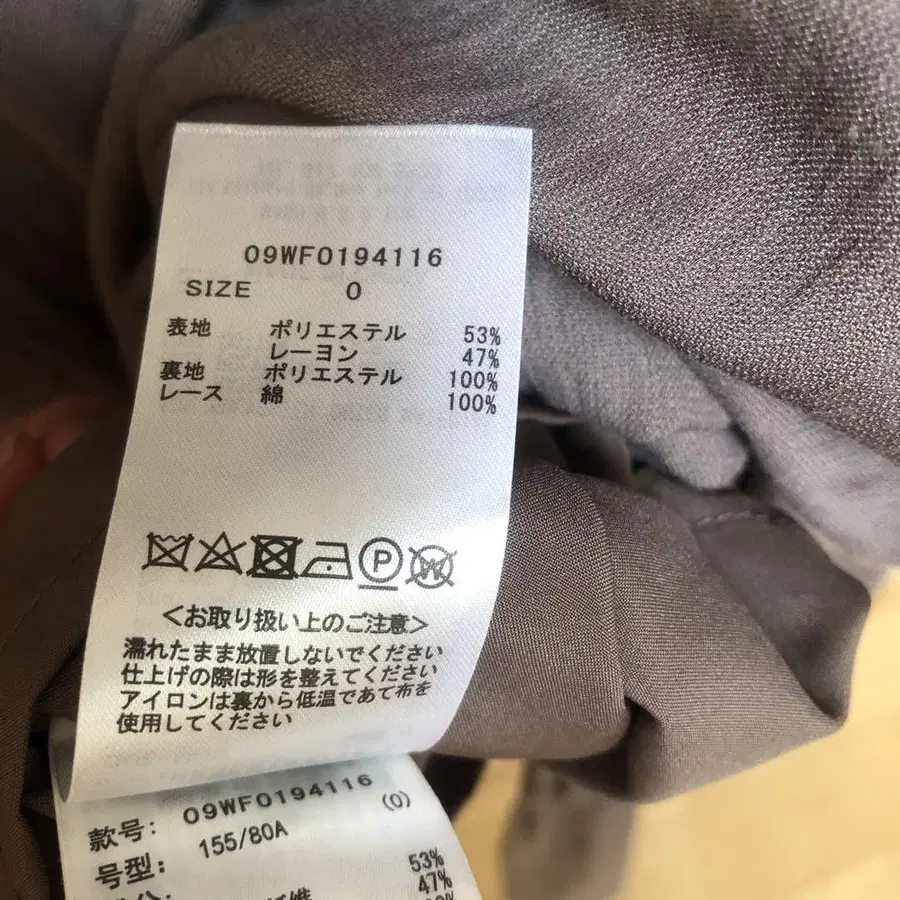 09WF0194116
SIZE 0
表地 ポリエステル 53%
レーヨン 47%
裏地 ポリエステル 100%
レース 綿 100%
P
W
<お取り扱い上のご注意>
濡れたまま放置しないでください
仕上げの際は形を整えてください
アイロンは裏から低温であて布を
使用してください
款号: 09WF0194116 (0)
号型: 155/80A
53%
47%